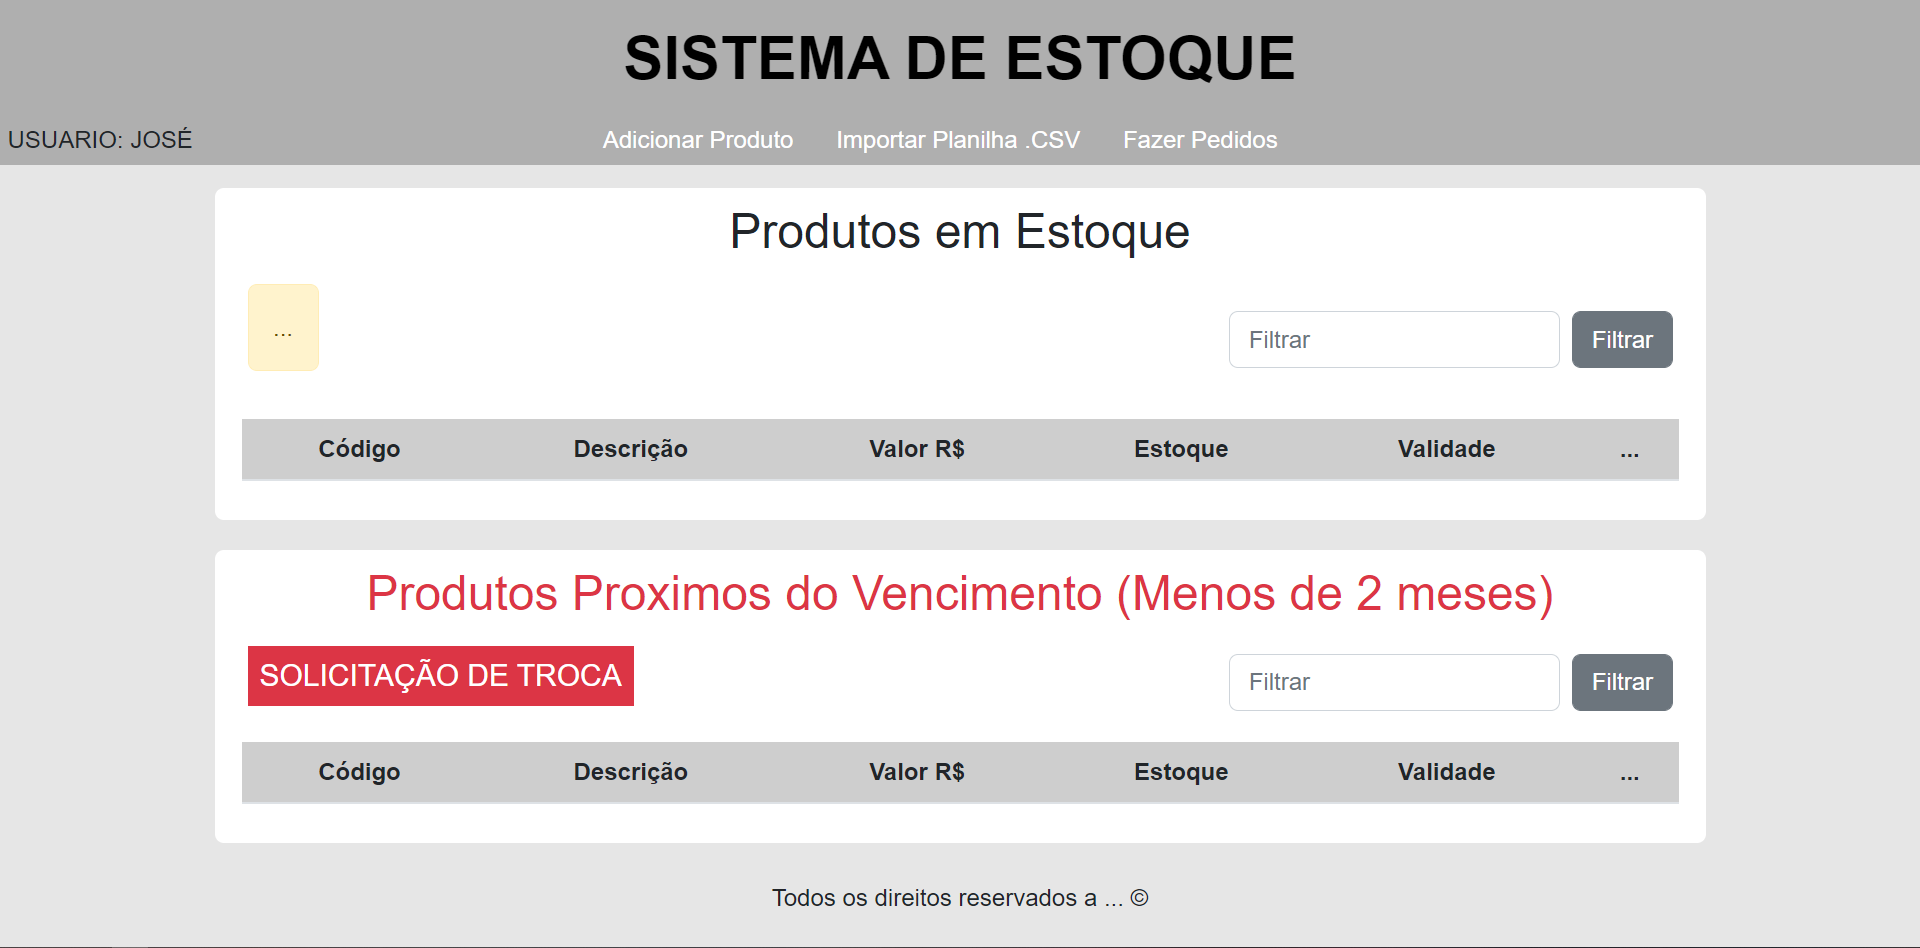 SISTEMA DE ESTOQUE
USUARIO: JOSÉ Adicionar Produto Importar Planilha .CSV Fazer Pedidos
Produtos em Estoque
...
Filtrar Filtrar
Código Descrição Valor R$ Estoque Validade ...
Produtos Proximos do Vencimento (Menos de 2 meses)
SOLICITAÇÃO DE TROCA Filtrar Filtrar
Código Descrição Valor R$ Estoque Validade ...
Todos os direitos reservados a ... ©